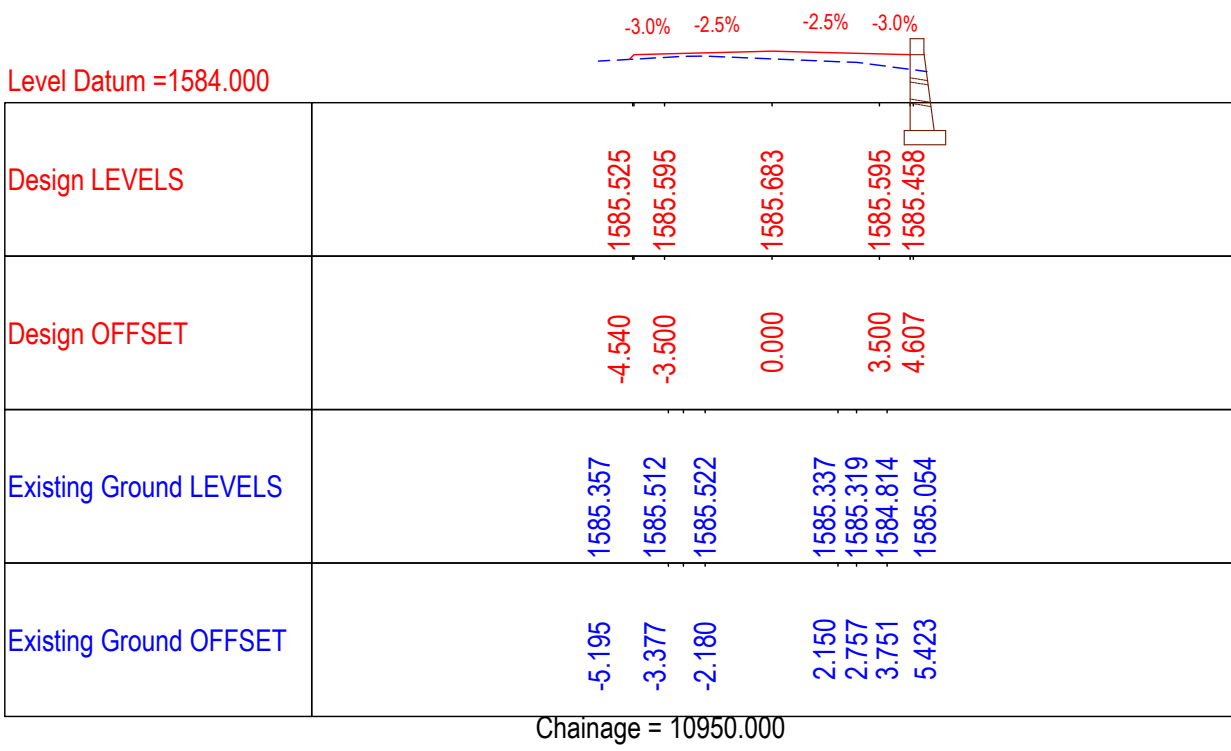 -3.0% -2.5% -2.5% -3.0%
Level Datum =1584.000
Design LEVELS 1585.525 1585.595 1585.683 1585.595 1585.458
Design OFFSET -4.540 -3.500 0.000 3.500 4.607
Existing Ground LEVELS 1585.357 1585.512 1585.522 1585.337 1585.319 1584.814 1585.054
Existing Ground OFFSET -5.195 -3.377 -2.180 2.150 2.757 3.751 5.423
Chainage = 10950.000